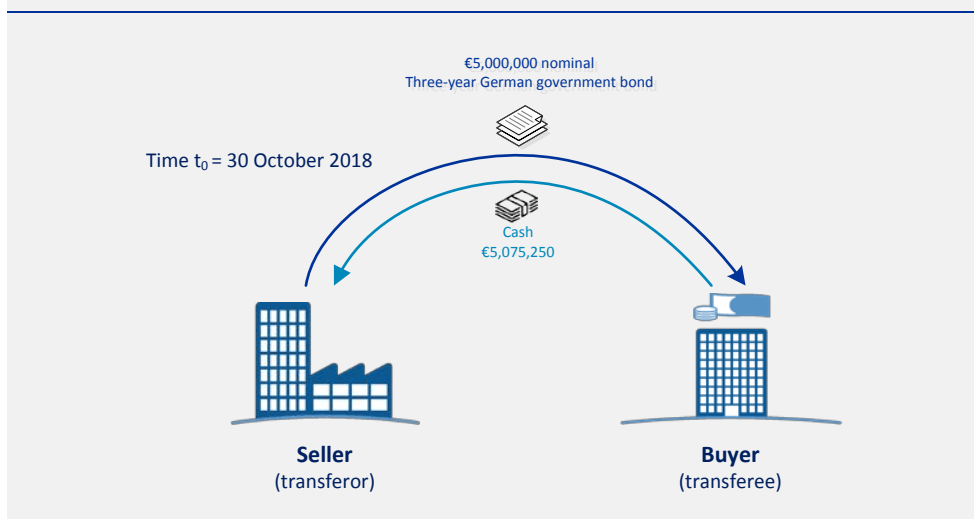 €5,000,000 nominal
Three-year German government bond
Time t₀ = 30 October 2018
Cash
€5,075,250
Seller
(transferor)
Buyer
(transferee)